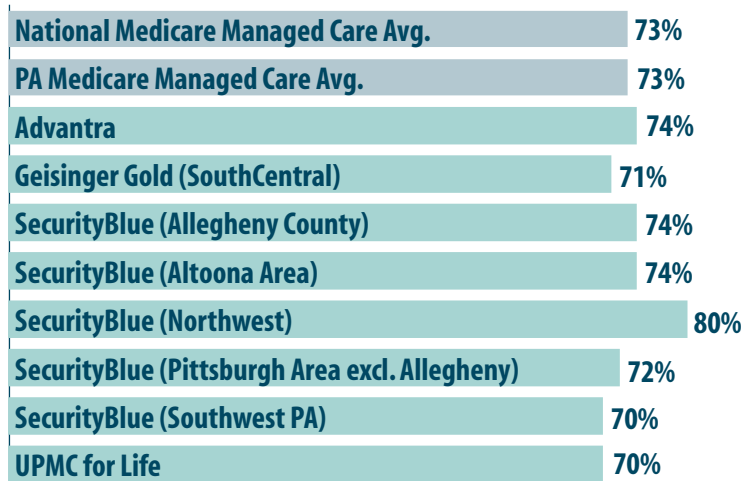 National Medicare Managed Care Avg. 73%
PA Medicare Managed Care Avg. 73%
Advantra 74%
Geisinger Gold (SouthCentral) 71%
SecurityBlue (Allegheny County) 74%
SecurityBlue (Altoona Area) 74%
SecurityBlue (Northwest) 80%
SecurityBlue (Pittsburgh Area excl. Allegheny) 72%
SecurityBlue (Southwest PA) 70%
UPMC for Life 70%